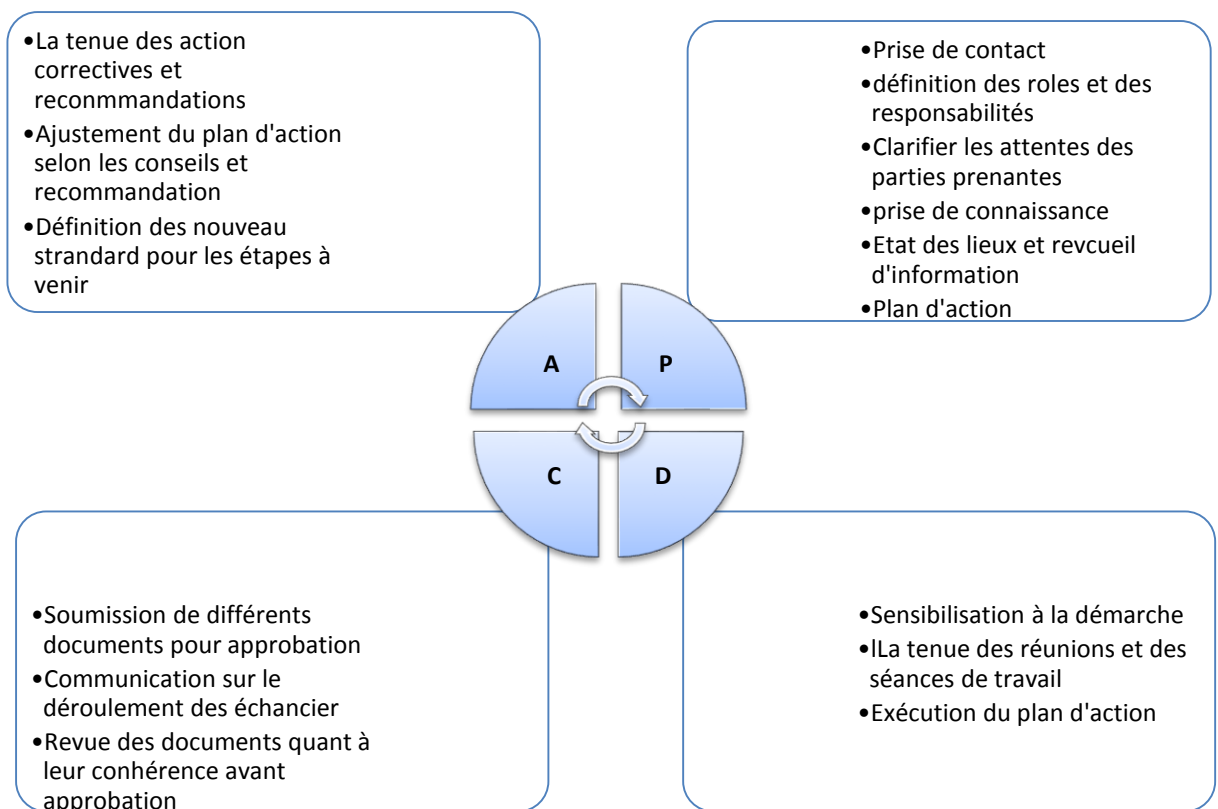 •La tenue des action
correctives et
reconmmandations
•Ajustement du plan d'action
selon les conseils et
recommandation
•Définition des nouveau
strandard pour les étapes à
venir
•Prise de contact
•définition des roles et des
responsabilités
•Clarifier les attentes des
parties prenantes
•prise de connaissance
•Etat des lieux et revcueil
d'information
•Plan d'action
A
P
C
D
•Soumission de différents
documents pour approbation
•Communication sur le
déroulement des échancier
•Revue des documents quant à
leur conhérence avant
approbation
•Sensibilisation à la démarche
•lLa tenue des réunions et des
séances de travail
•Exécution du plan d'action